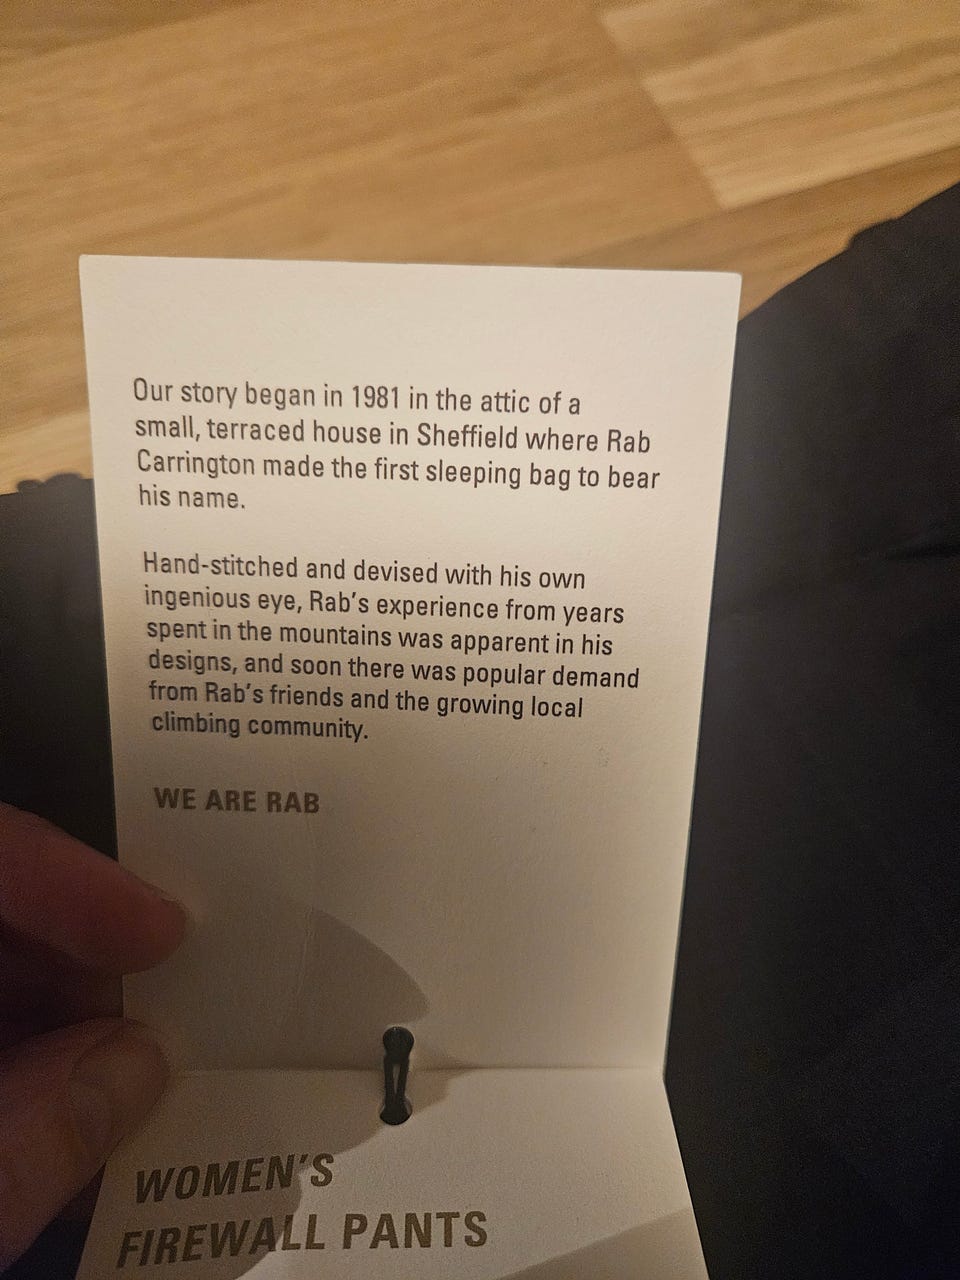 Our story began in 1981 in the attic of a
small, terraced house in Sheffield where Rab
Carrington made the first sleeping bag to bear
his name.
Hand-stitched and devised with his own
ingenious eye, Rab's experience from years
spent in the mountains was apparent in his
designs, and soon there was popular demand
from Rab's friends and the growing local
climbing community.
WE ARE RAB
WOMEN'S
FIREWALL PANTS